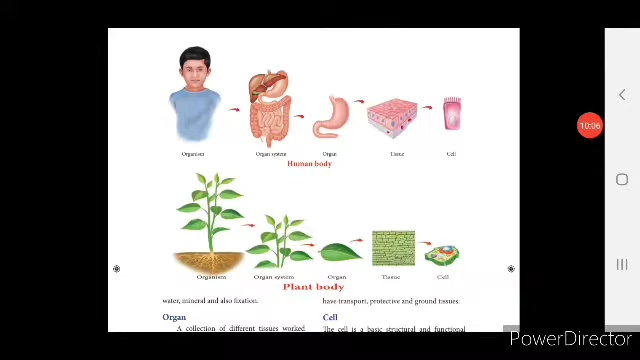 10:06
Organism Organ system Organ Tissue Cell
Human body
Organism Organ system Organ Tissue Cell
Plant body
water, mineral and also fixation.
Organ
A collection of different tissues worked
have transport, protective and ground tissues.
Cell
The cell is a basic structural and functional
PowerDirector